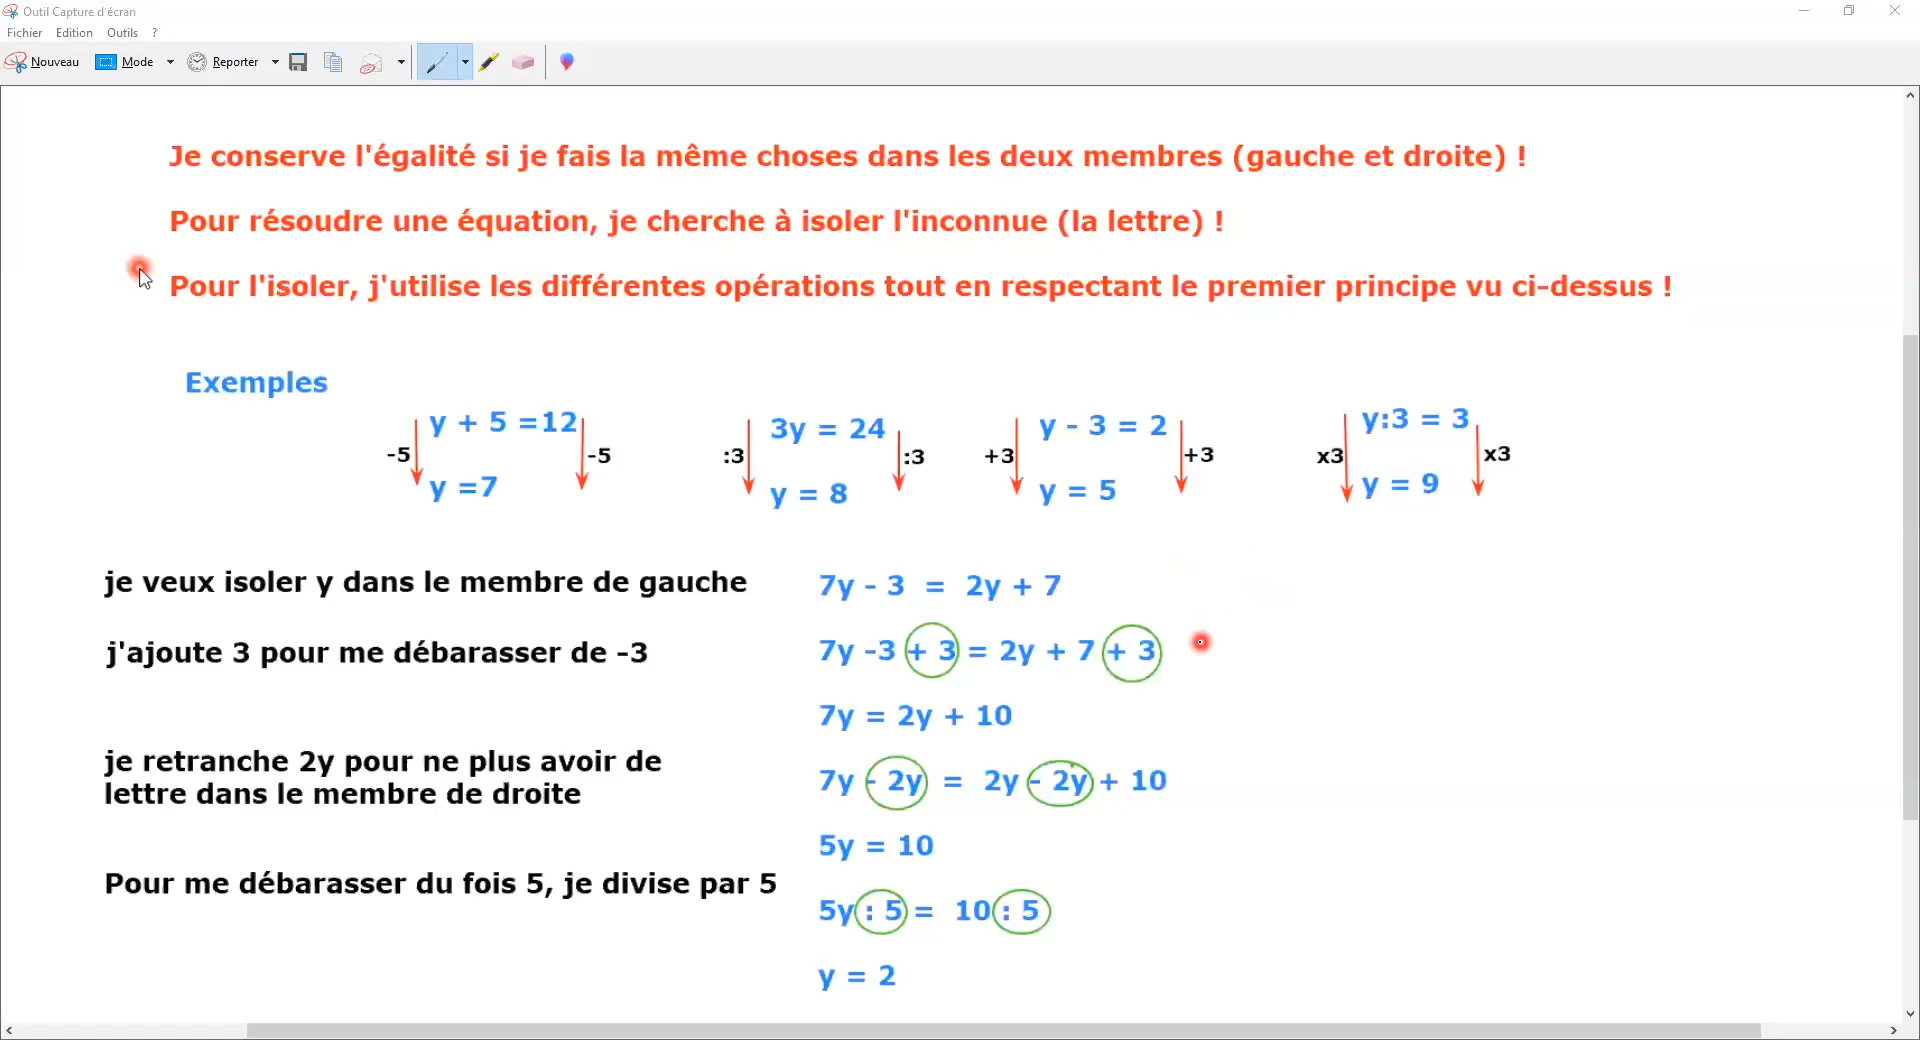 Outil Capture d'écran
Fichier Edition Outils ?
Nouveau Mode Reporter
Je conserve l'égalité si je fais la même choses dans les deux membres (gauche et droite) !
Pour résoudre une équation, je cherche à isoler l'inconnue (la lettre) !
Pour l'isoler, j'utilise les différentes opérations tout en respectant le premier principe vu ci-dessus !
Exemples
y + 5 =12 3y = 24 y - 3 = 2 y:3 = 3
-5 -5 :3 :3 +3 +3 x3 x3
y =7 y = 8 y = 5 y = 9
je veux isoler y dans le membre de gauche 7y - 3 = 2y + 7
j'ajoute 3 pour me débarasser de -3 7y -3 + 3 = 2y + 7 + 3
7y = 2y + 10
je retranche 2y pour ne plus avoir de
lettre dans le membre de droite
7y - 2y = 2y - 2y + 10
5y = 10
Pour me débarasser du fois 5, je divise par 5
5y : 5 = 10 : 5
y = 2